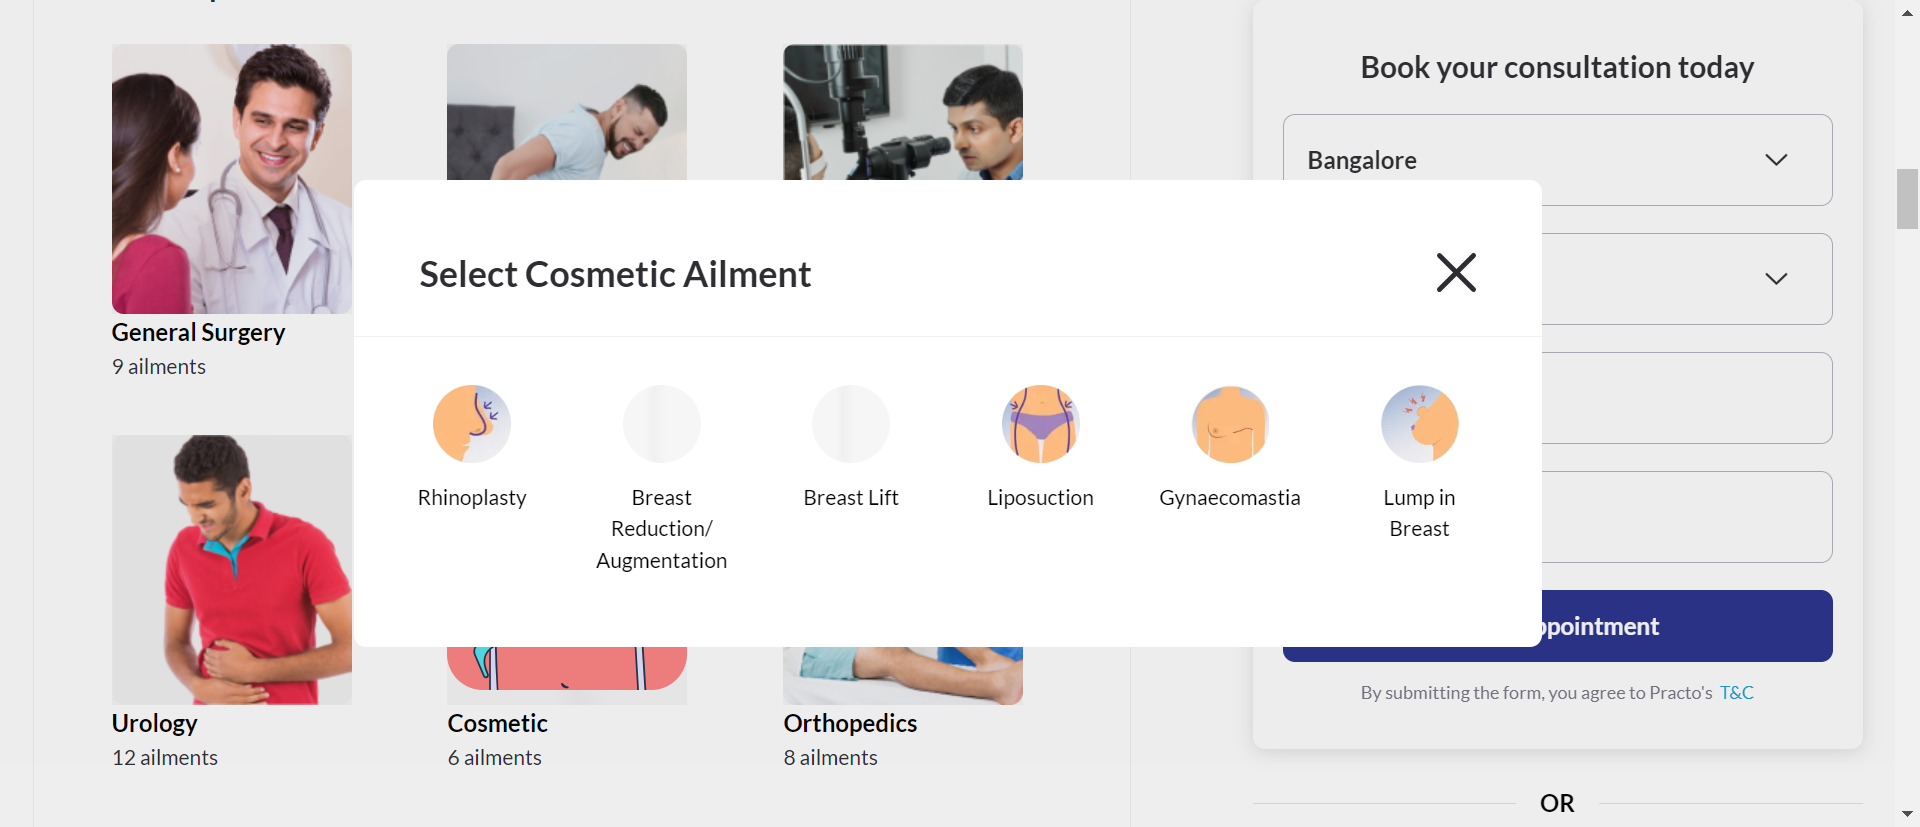 Book your consultation today
Bangalore
Select Cosmetic Ailment
General Surgery
9 ailments
Rhinoplasty
Breast
Reduction/
Augmentation
Breast Lift
Liposuction
Gynaecomastia
Lump in
Breast
By submitting the form, you agree to Practo's T&C
Urology
12 ailments
Cosmetic
6 ailments
Orthopedics
8 ailments
OR